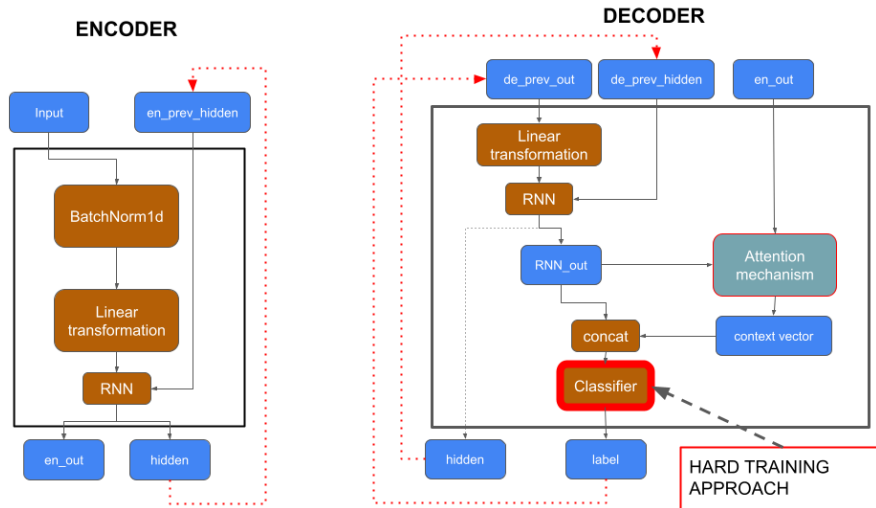 ENCODER
Input
en_prev_hidden
BatchNorm1d
Linear
transformation
RNN
en_out
hidden
DECODER
de_prev_out
de_prev_hidden
en_out
Linear
transformation
RNN
RNN_out
Attention
mechanism
concat
context vector
Classifier
hidden
label
HARD TRAINING
APPROACH